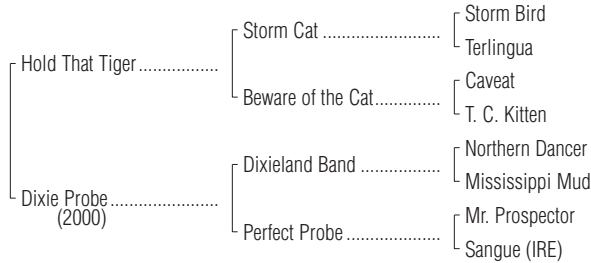 Storm Bird
Storm Cat ........................
Terlingua
Hold That Tiger ................
Caveat
Beware of the Cat ...............
T. C. Kitten
Northern Dancer
Dixieland Band ................
Mississippi Mud
Dixie Probe ......................
(2000)
Mr. Prospector
Perfect Probe ...................
Sangue (IRE)